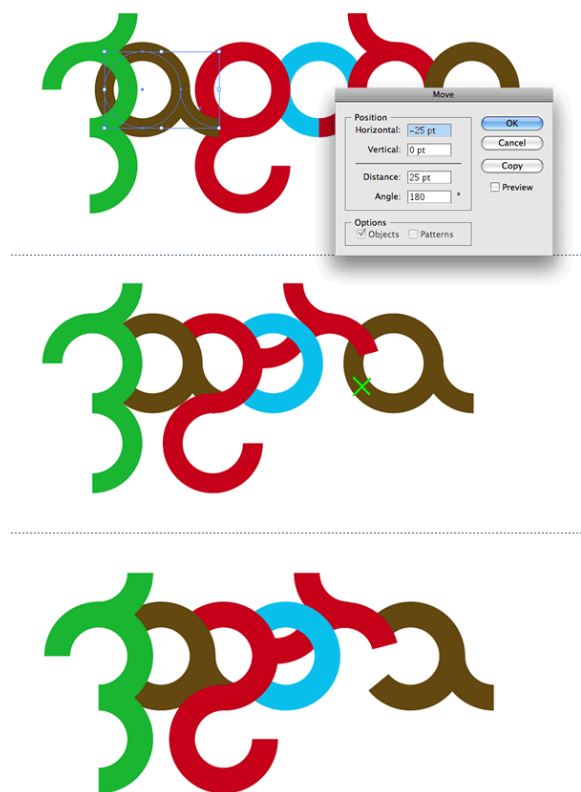 Move
Position
Horizontal: -25 pt
Vertical: 0 pt
Distance: 25 pt
Angle: 180 °
Options
Objects Patterns
OK
Cancel
Copy
Preview